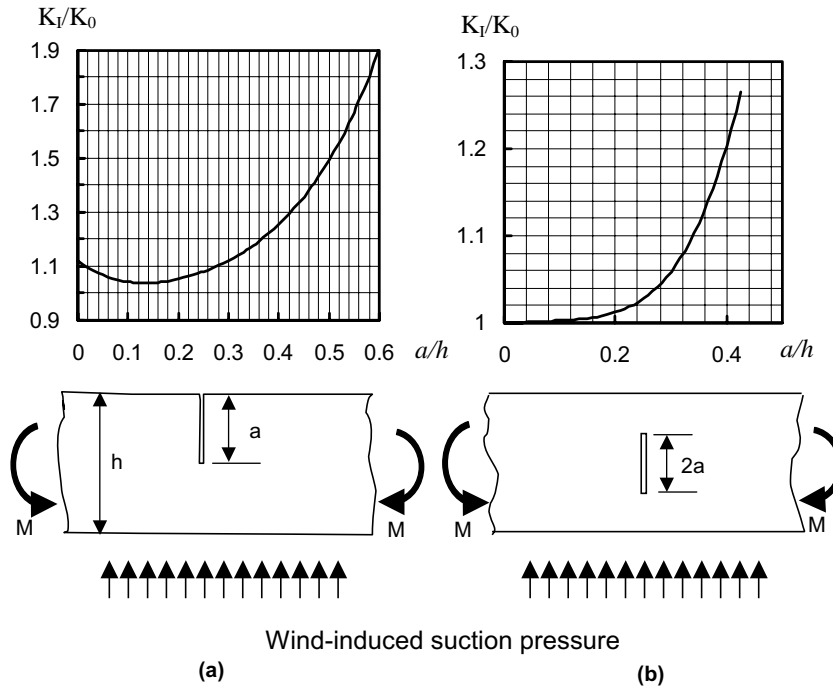 K_I/K_0
1.9
1.7
1.5
1.3
1.1
0.9
0 0.1 0.2 0.3 0.4 0.5 0.6 a/h
K_I/K_0
1.3
1.2
1.1
1
0 0.2 0.4 a/h
h
a
M
M
2a
M
M
Wind-induced suction pressure
(a)
(b)